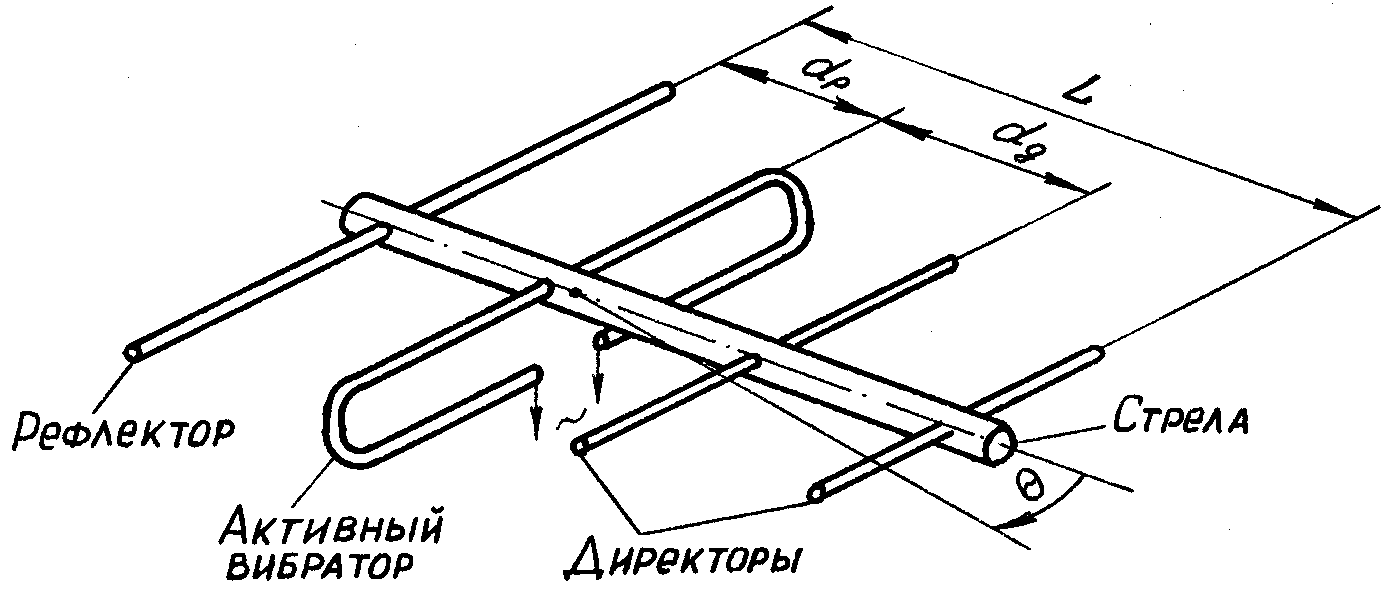 dр
L
dд
Рефлектор
Стрела
~
θ
Активный
вибратор
Директоры